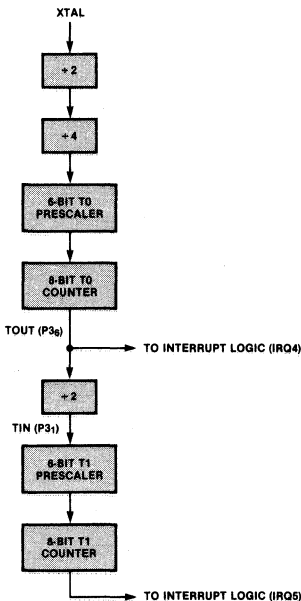 XTAL
÷ 2
÷ 4
6-BIT T0
PRESCALER
8-BIT T0
COUNTER
TOUT (P3₆)
TO INTERRUPT LOGIC (IRQ4)
÷ 2
TIN (P3₁)
6-BIT T1
PRESCALER
8-BIT T1
COUNTER
TO INTERRUPT LOGIC (IRQ5)